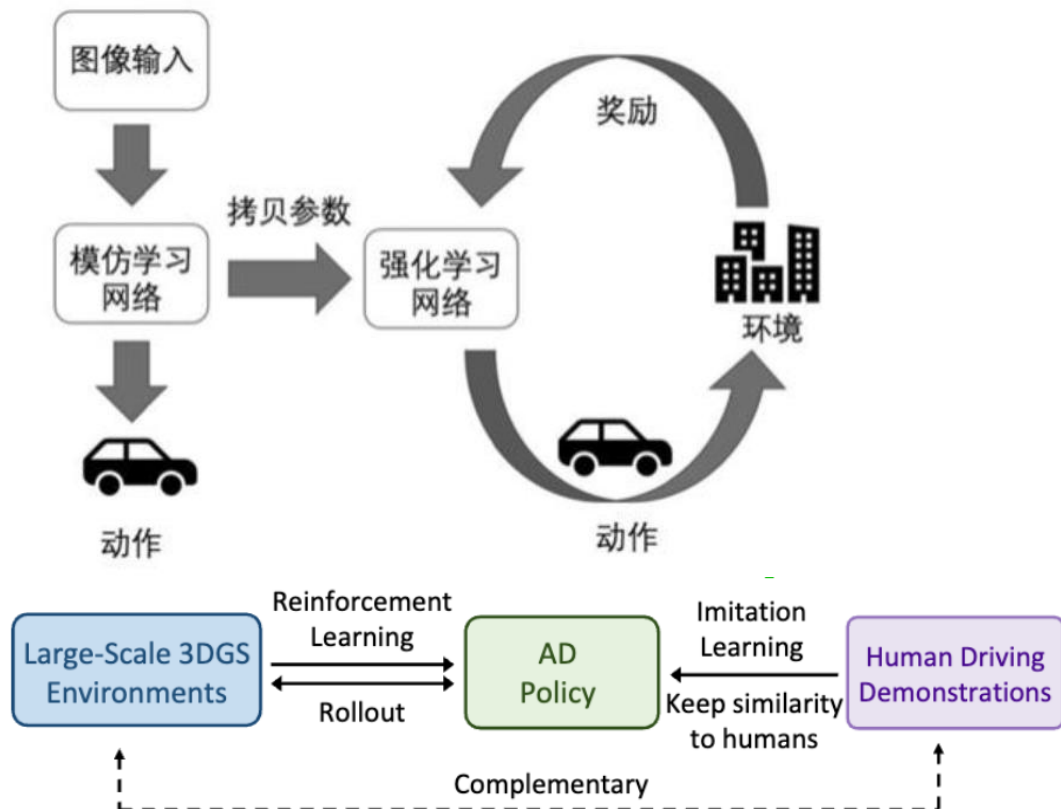 图像输入
奖励
拷贝参数
模仿学习
网络
强化学习
网络
环境
动作
动作
Reinforcement
Learning
Rollout
Large-Scale 3DGS
Environments
AD
Policy
Imitation
Learning
Keep similarity
to humans
Human Driving
Demonstrations
Complementary